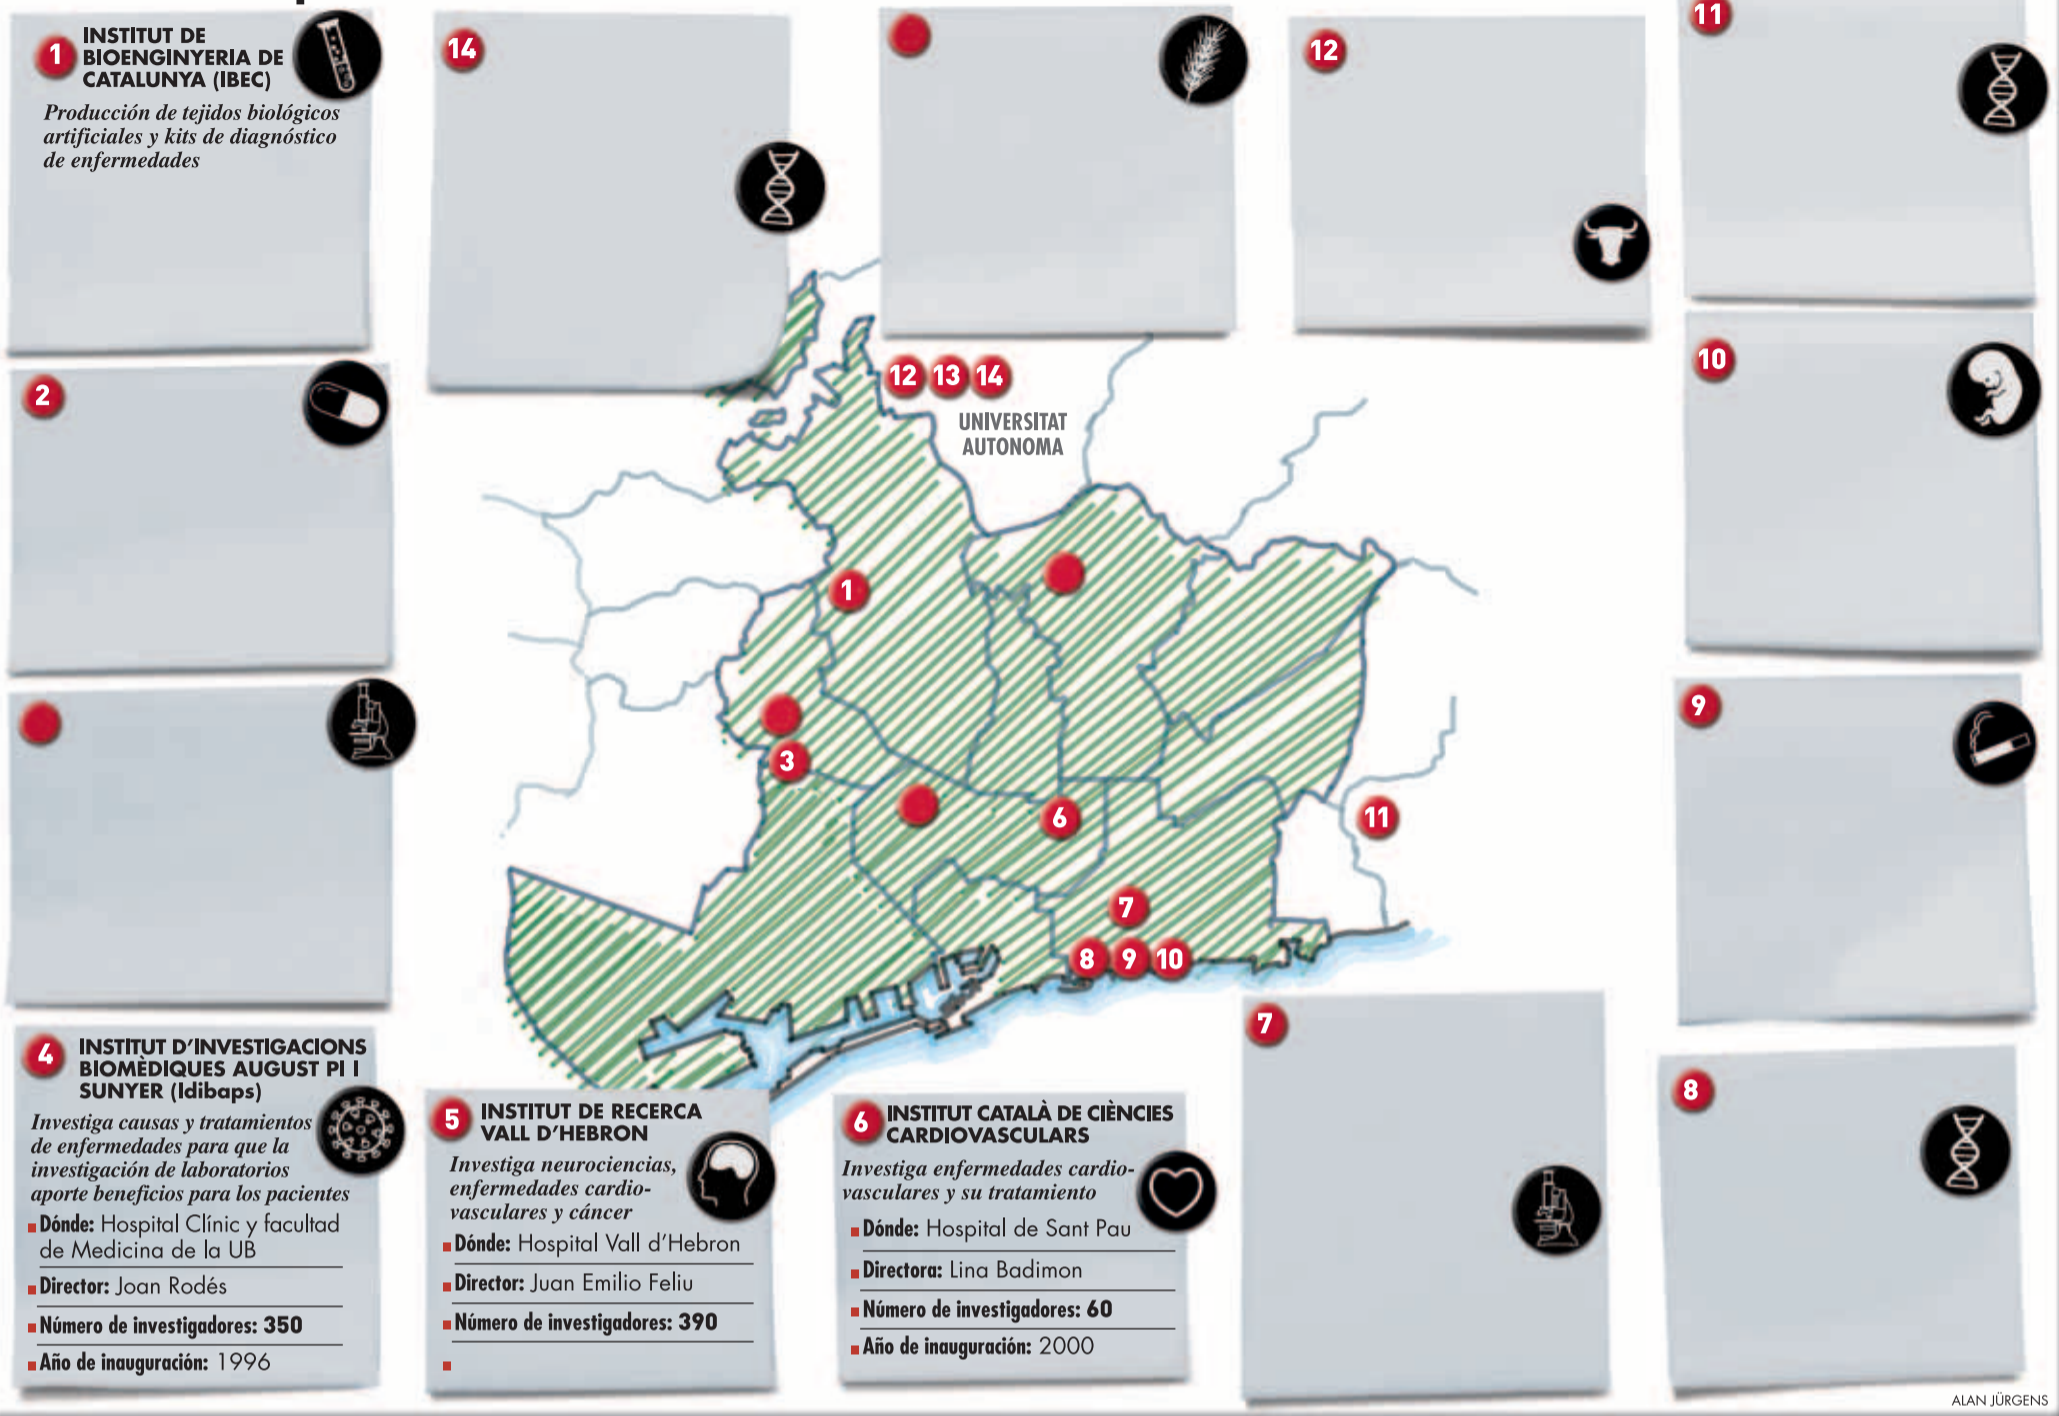 1
INSTITUT DE
BIOENGINYERIA DE
CATALUNYA (IBEC)
Producción de tejidos biológicos
artificiales y kits de diagnóstico
de enfermedades
14
12
11
2
10
9
12 13 14
UNIVERSITAT
AUTONOMA
1
3
6
11
7
8 9 10
4
INSTITUT D'INVESTIGACIONS
BIOMÈDIQUES AUGUST PI I
SUNYER (Idibaps)
Investiga causas y tratamientos
de enfermedades para que la
investigación de laboratorios
aporte beneficios para los pacientes
Dónde: Hospital Clínic y facultad
de Medicina de la UB
Director: Joan Rodés
Número de investigadores: 350
Año de inauguración: 1996
5
INSTITUT DE RECERCA
VALL D'HEBRON
Investiga neurociencias,
enfermedades cardio-
vasculares y cáncer
Dónde: Hospital Vall d'Hebron
Director: Juan Emilio Feliu
Número de investigadores: 390
6
INSTITUT CATALÀ DE CIÈNCIES
CARDIOVASCULARS
Investiga enfermedades cardio-
vasculares y su tratamiento
Dónde: Hospital de Sant Pau
Directora: Lina Badimon
Número de investigadores: 60
Año de inauguración: 2000
7
8
ALAN JÜRGENS